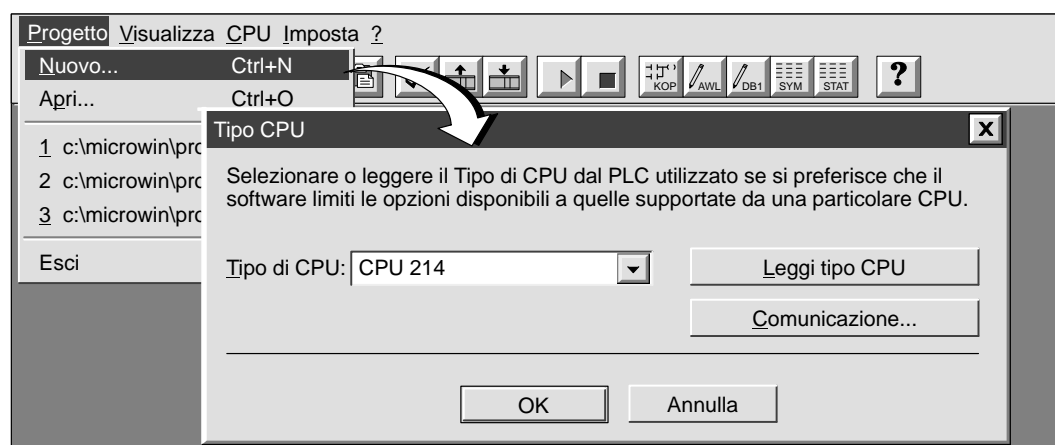 Progetto Visualizza CPU Imposta ?
Nuovo... Ctrl+N
Apri... Ctrl+O
1 c:\microwin\pro
2 c:\microwin\pro
3 c:\microwin\pro
Esci
KOP AWL DB1 SYM STAT ?
Tipo CPU X
Selezionare o leggere il Tipo di CPU dal PLC utilizzato se si preferisce che il
software limiti le opzioni disponibili a quelle supportate da una particolare CPU.
Tipo di CPU: CPU 214
Leggi tipo CPU
Comunicazione...
OK Annulla